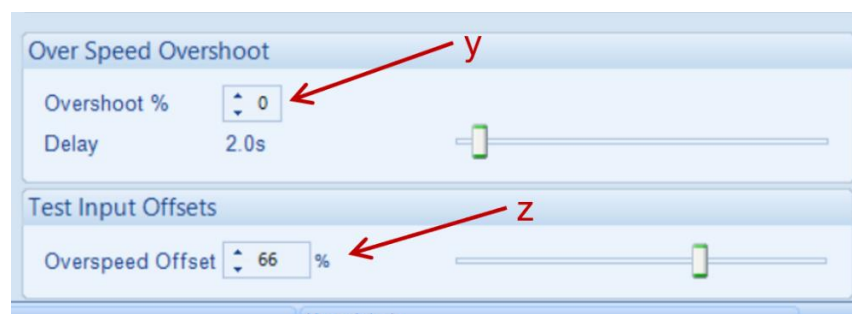 Over Speed Overshoot
y
Overshoot % 0
Delay 2.0s
Test Input Offsets
z
Overspeed Offset 66 %